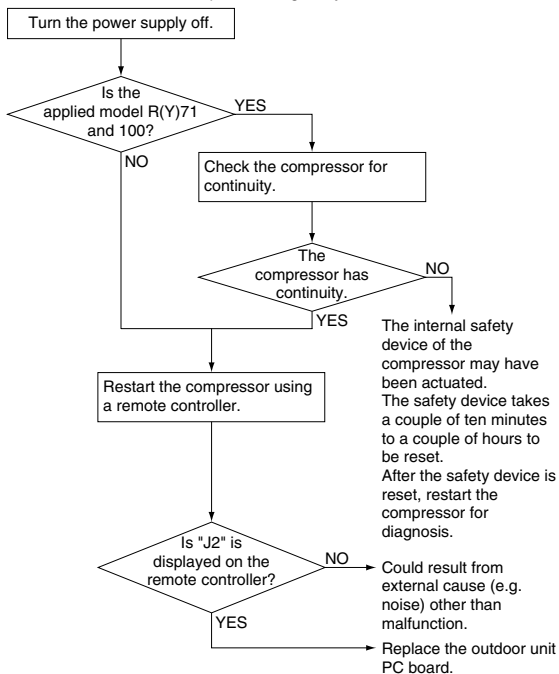 Turn the power supply off.
Is the
applied model R(Y)71
and 100?
YES
NO
Check the compressor for
continuity.
The
compressor has
continuity.
NO
YES
The internal safety
device of the
compressor may have
been actuated.
The safety device takes
a couple of ten minutes
to a couple of hours to
be reset.
After the safety device is
reset, restart the
compressor for
diagnosis.
Restart the compressor using
a remote controller.
Is "J2" is
displayed on the
remote controller?
NO
Could result from
external cause (e.g.
noise) other than
malfunction.
YES
Replace the outdoor unit
PC board.